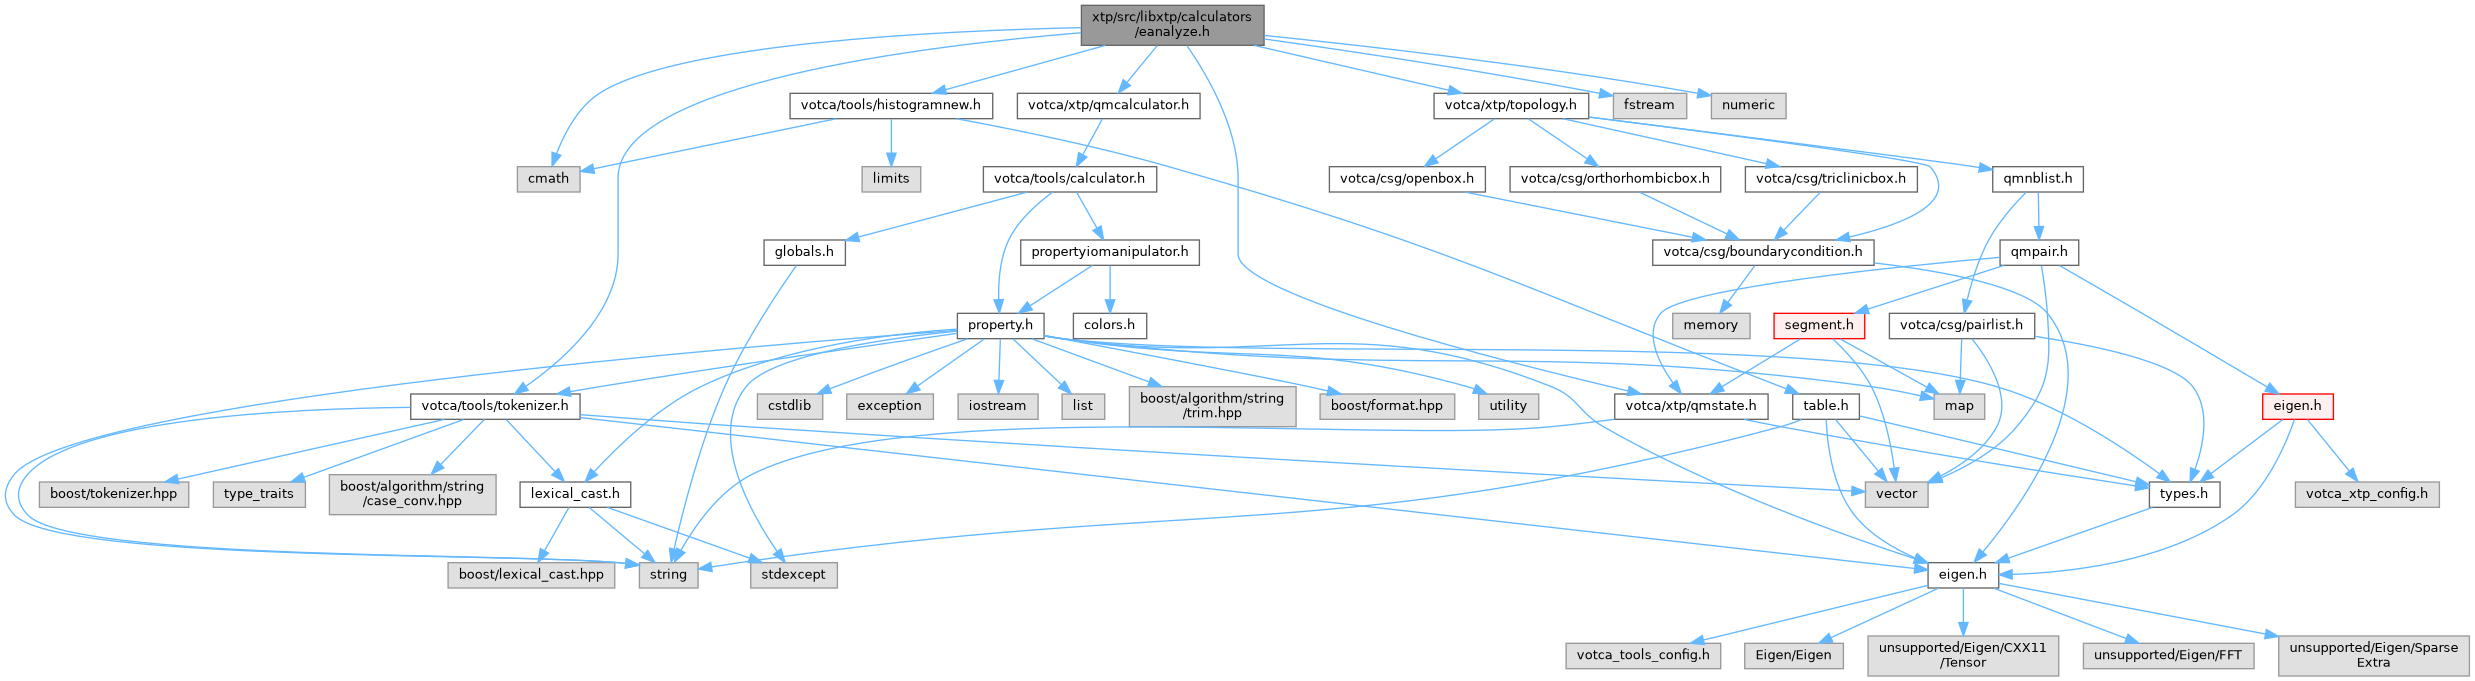 xtp/src/libxtp/calculators
/eanalyze.h
votca/tools/histogramnew.h
votca/xtp/qmcalculator.h
votca/xtp/topology.h
fstream
numeric
cmath
limits
votca/tools/calculator.h
votca/csg/openbox.h
votca/csg/orthorhombicbox.h
votca/csg/triclinicbox.h
qmnblist.h
globals.h
propertyiomanipulator.h
votca/csg/boundarycondition.h
qmpair.h
property.h
colors.h
memory
segment.h
votca/csg/pairlist.h
votca/tools/tokenizer.h
cstdlib
exception
iostream
list
boost/algorithm/string
/trim.hpp
boost/format.hpp
utility
votca/xtp/qmstate.h
table.h
map
eigen.h
boost/tokenizer.hpp
type_traits
boost/algorithm/string
/case_conv.hpp
lexical_cast.h
vector
types.h
votca_xtp_config.h
boost/lexical_cast.hpp
string
stdexcept
eigen.h
votca_tools_config.h
Eigen/Eigen
unsupported/Eigen/CXX11
/Tensor
unsupported/Eigen/FFT
unsupported/Eigen/Sparse
Extra